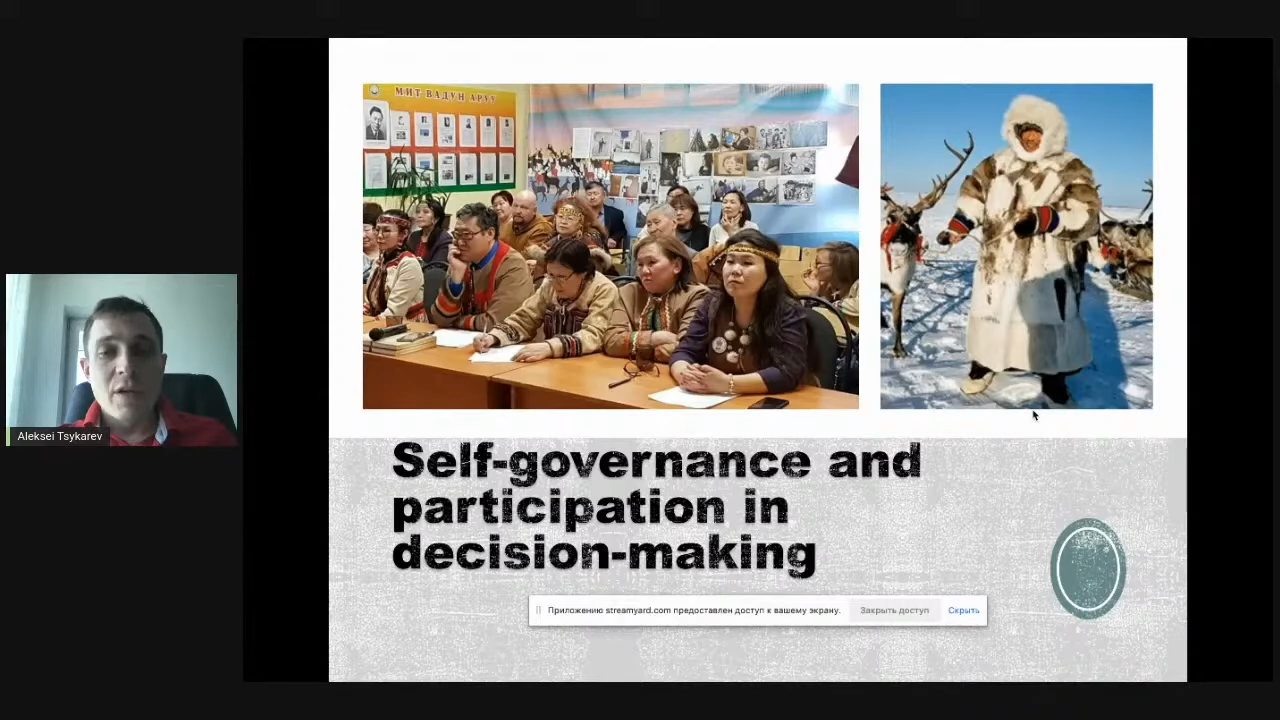 МИТ ВАДУН АРУУ
Aleksei Tsykarev
Self-governance and
participation in
decision-making
Приложению streamyard.com предоставлен доступ к вашему экрану.
Закрыть доступ
Скрыть